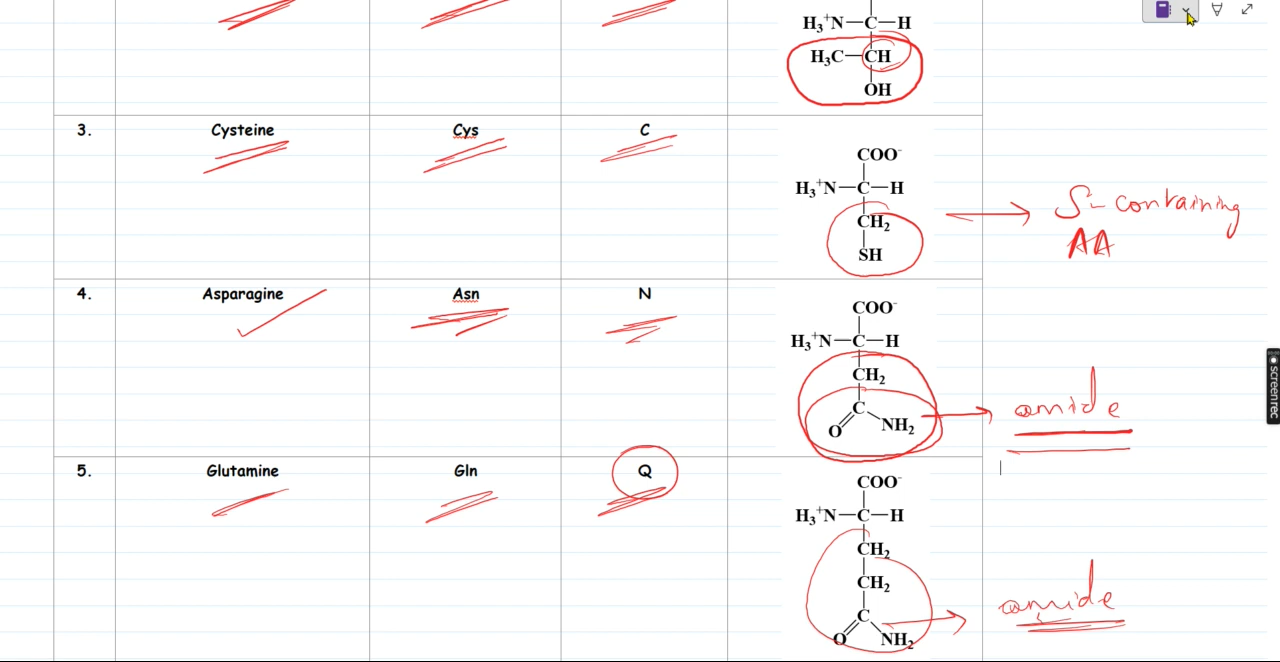 H₃⁺N—C—H
H₃C—CH
OH
3. Cysteine Cys C
COO⁻
H₃⁺N—C—H
CH₂
SH
S-containing
AA
4. Asparagine Asn N
COO⁻
H₃⁺N—C—H
CH₂
C
O NH₂
amide
5. Glutamine Gln Q
COO⁻
H₃⁺N—C—H
CH₂
CH₂
C
O NH₂
amide
screenrec